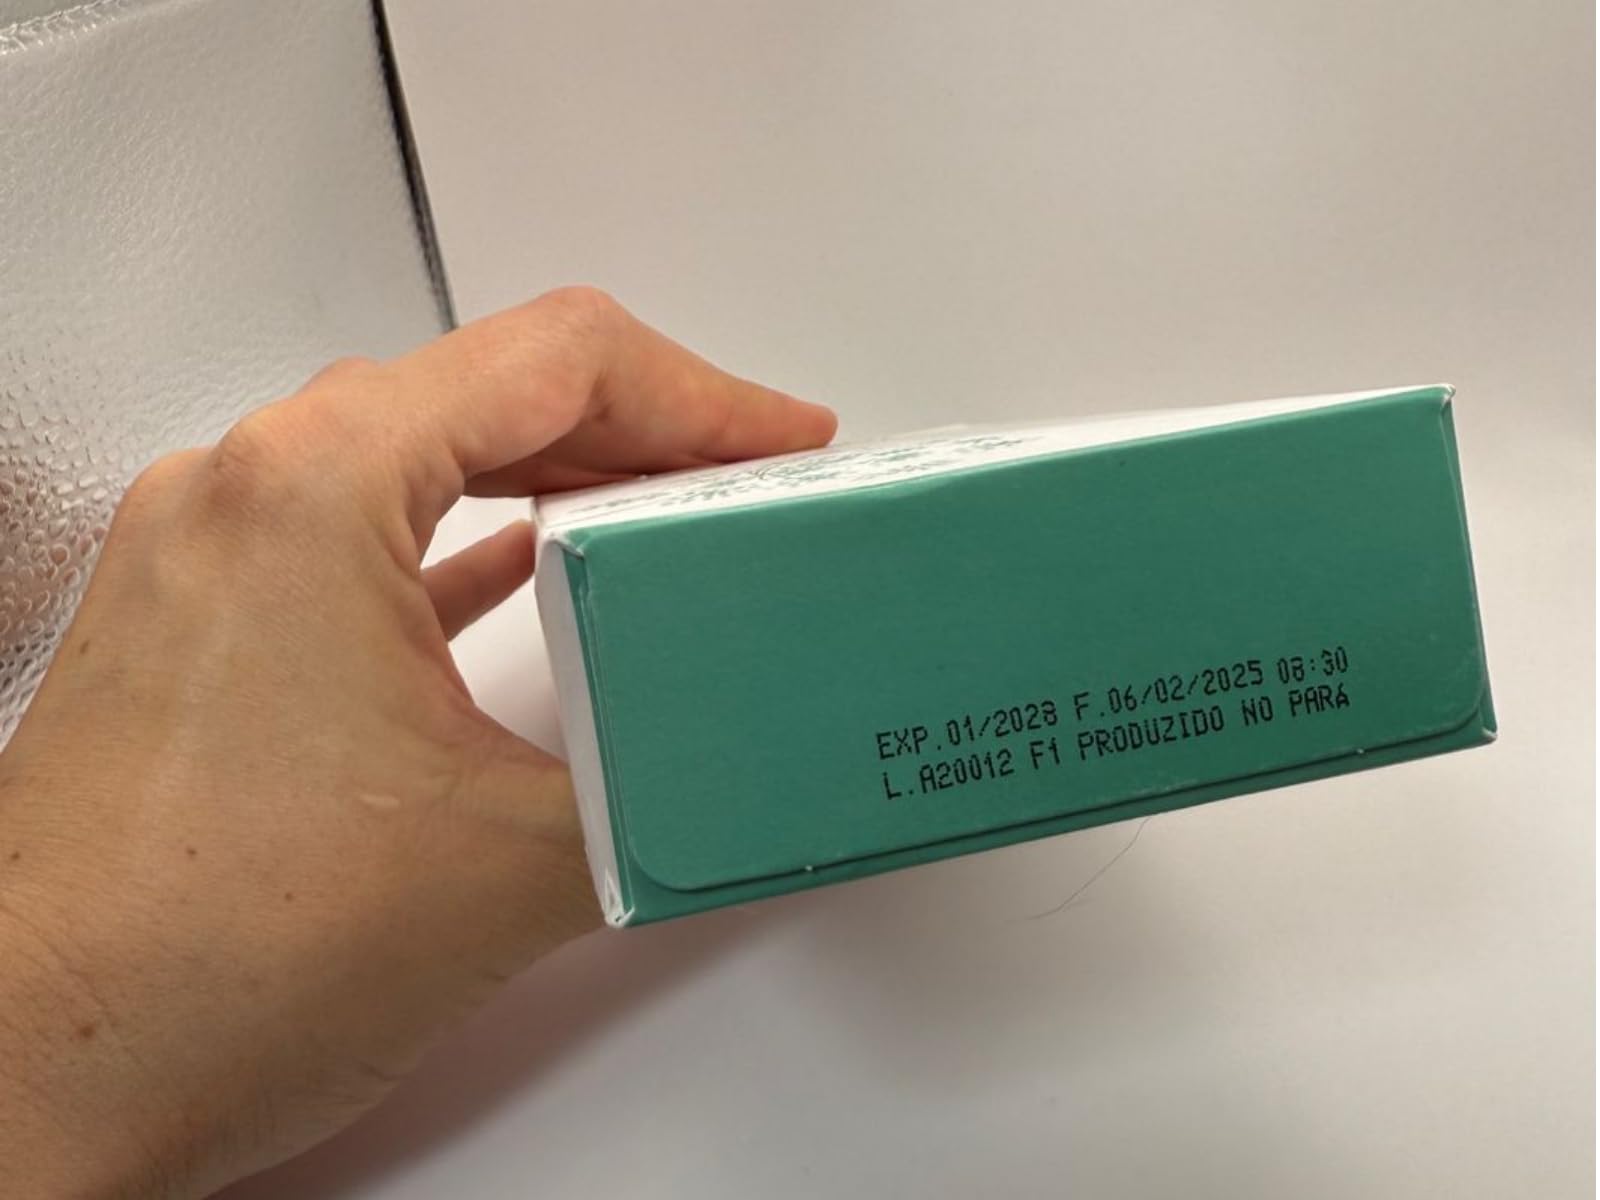 EXP.01/2028 F.06/02/2025 08:30
L.A20012 F1 PRODUZIDO NO PARÁ